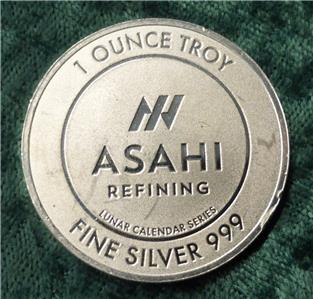 1 OUNCE TROY
ASAHI
REFINING
LUNAR CALENDAR SERIES
FINE SILVER 999